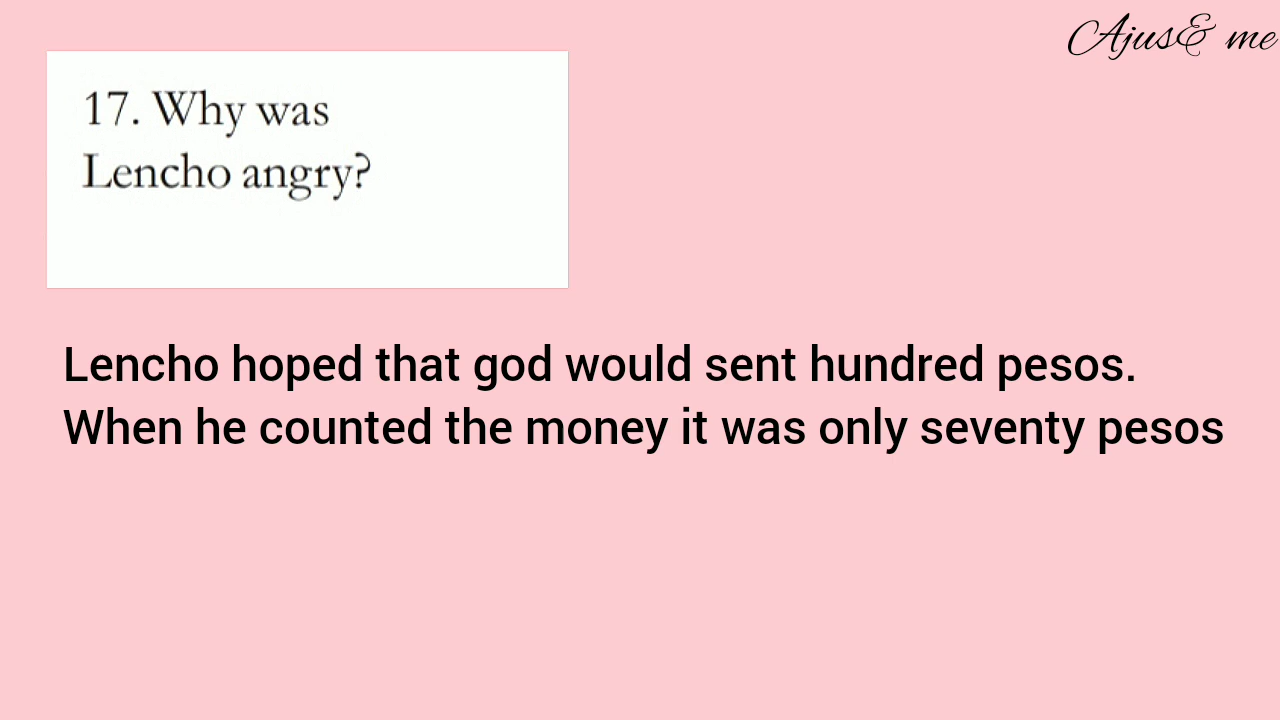 Ajus& me
17. Why was
Lencho angry?
Lencho hoped that god would sent hundred pesos.
When he counted the money it was only seventy pesos